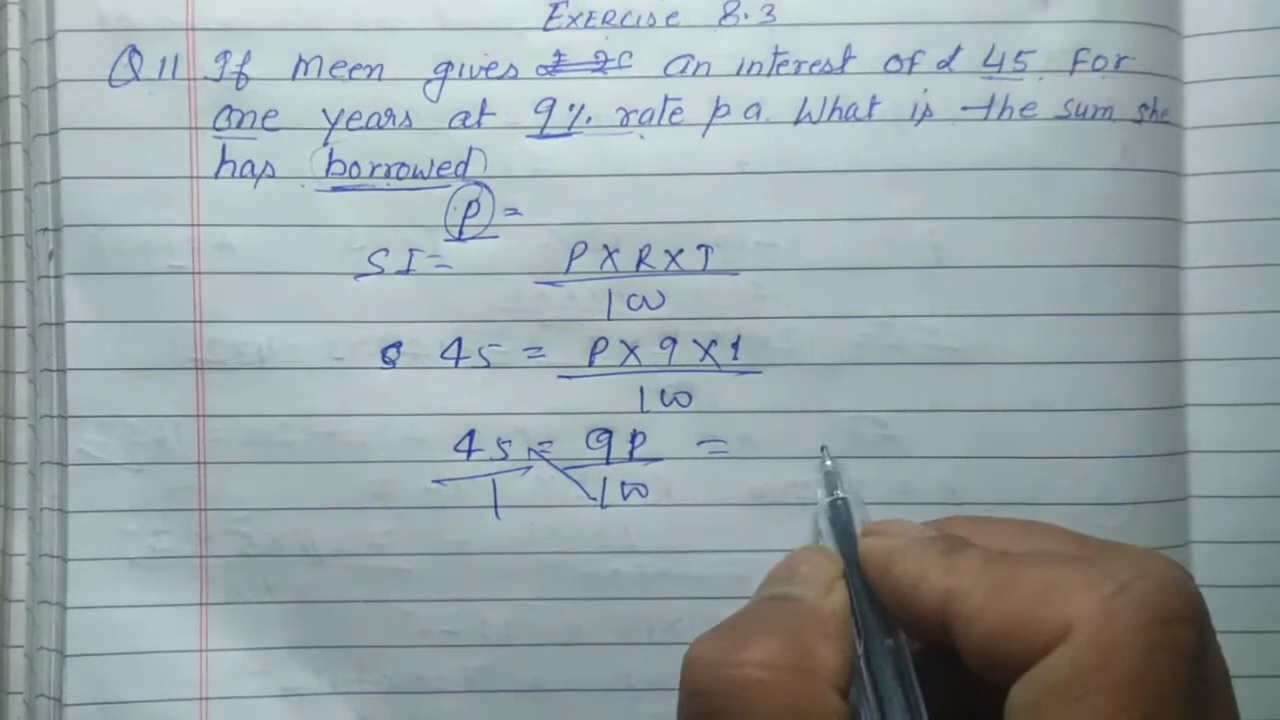 EXERCISE 8.3
Q 11 If meen gives an interest of ₹ 45 for
one years at 9% rate p a. What is the sum she
has borrowed
P =
SI = P X R X T
100
45 = P X 9 X 1
100
45 = 9P =
1 100